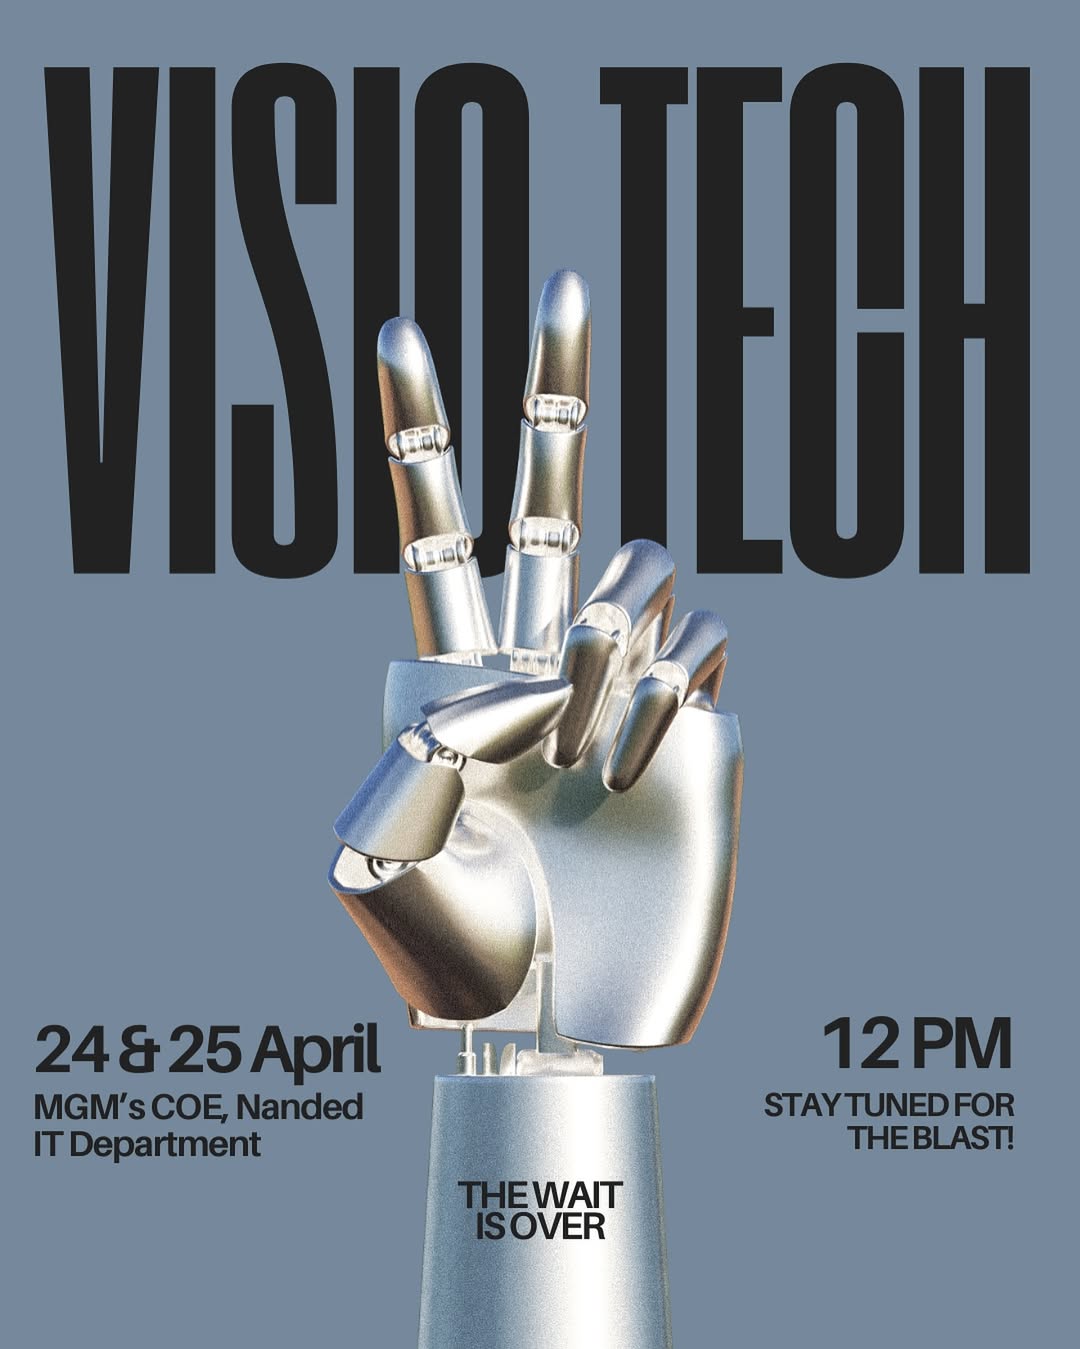 VISIO TECH
24 & 25 April
MGM's COE, Nanded
IT Department
12 PM
STAY TUNED FOR
THE BLAST!
THE WAIT
IS OVER